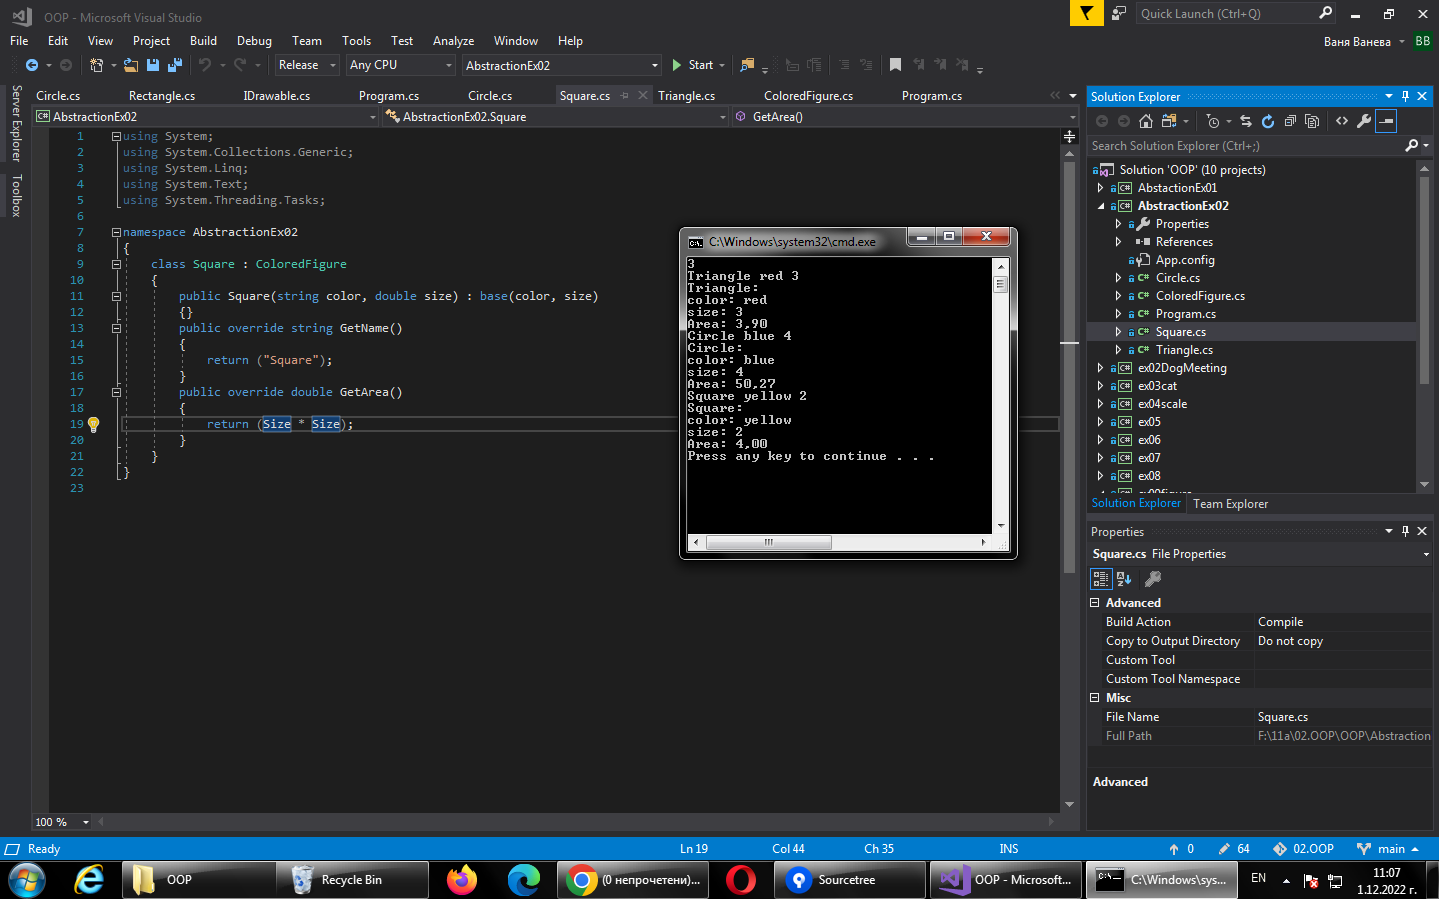 OOP - Microsoft Visual Studio
Quick Launch (Ctrl+Q)
File Edit View Project Build Debug Team Tools Test Analyze Window Help
Ваня Ванева BB
Release Any CPU AbstractionEx02 Start
Server Explorer
Toolbox
Circle.cs Rectangle.cs IDrawable.cs Program.cs Circle.cs Square.cs Triangle.cs ColoredFigure.cs Program.cs
AbstractionEx02 AbstractionEx02.Square GetArea()
1 using System;
2 using System.Collections.Generic;
3 using System.Linq;
4 using System.Text;
5 using System.Threading.Tasks;
6
7 namespace AbstractionEx02
8 {
9 class Square : ColoredFigure
10 {
11 public Square(string color, double size) : base(color, size)
12 {}
13 public override string GetName()
14 {
15 return ("Square");
16 }
17 public override double GetArea()
18 {
19 return (Size * Size);
20 }
21 }
22 }
23
100 %
C:\Windows\system32\cmd.exe
3
Triangle red 3
Triangle:
color: red
size: 3
Area: 3,90
Circle blue 4
Circle:
color: blue
size: 4
Area: 50,27
Square yellow 2
Square:
color: yellow
size: 2
Area: 4,00
Press any key to continue . . .
Solution Explorer
Search Solution Explorer (Ctrl+;)
Solution 'OOP' (10 projects)
C# AbstactionEx01
C# AbstractionEx02
Properties
References
App.config
C# Circle.cs
C# ColoredFigure.cs
C# Program.cs
C# Square.cs
C# Triangle.cs
C# ex02DogMeeting
C# ex03cat
C# ex04scale
C# ex05
C# ex06
C# ex07
C# ex08
Solution Explorer Team Explorer
Properties
Square.cs File Properties
Advanced
Build Action Compile
Copy to Output Directory Do not copy
Custom Tool
Custom Tool Namespace
Misc
File Name Square.cs
Full Path F:\11a\02.OOP\OOP\Abstraction
Advanced
Ready Ln 19 Col 44 Ch 35 INS 0 64 02.OOP main
OOP Recycle Bin (0 непрочетени)... Sourcetree OOP - Microsoft... C:\Windows\sys... EN
11:07
1.12.2022 г.